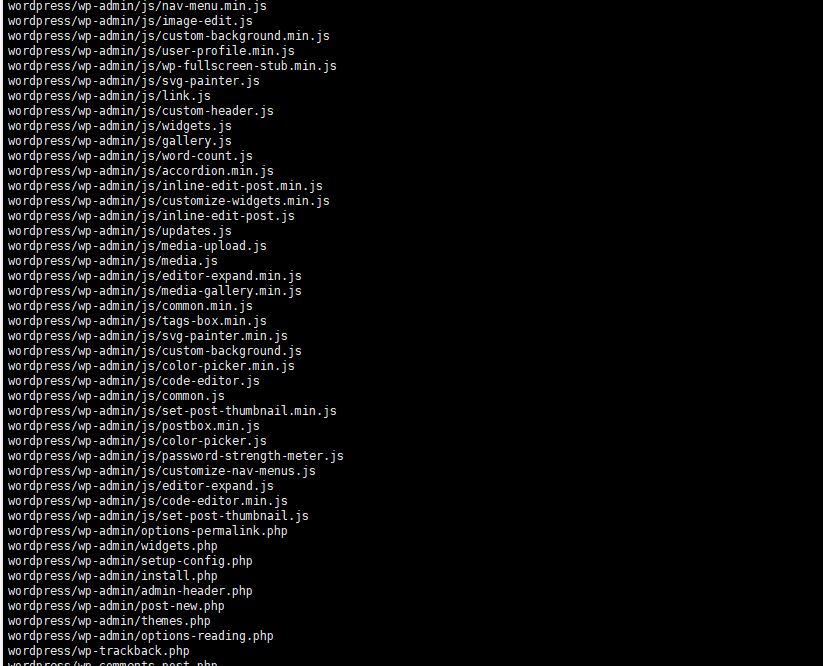 wordpress/wp-admin/js/nav-menu.min.js
wordpress/wp-admin/js/image-edit.js
wordpress/wp-admin/js/custom-background.min.js
wordpress/wp-admin/js/user-profile.min.js
wordpress/wp-admin/js/wp-fullscreen-stub.min.js
wordpress/wp-admin/js/svg-painter.js
wordpress/wp-admin/js/link.js
wordpress/wp-admin/js/custom-header.js
wordpress/wp-admin/js/widgets.js
wordpress/wp-admin/js/gallery.js
wordpress/wp-admin/js/word-count.js
wordpress/wp-admin/js/accordion.min.js
wordpress/wp-admin/js/inline-edit-post.min.js
wordpress/wp-admin/js/customize-widgets.min.js
wordpress/wp-admin/js/inline-edit-post.js
wordpress/wp-admin/js/updates.js
wordpress/wp-admin/js/media-upload.js
wordpress/wp-admin/js/media.js
wordpress/wp-admin/js/editor-expand.min.js
wordpress/wp-admin/js/media-gallery.min.js
wordpress/wp-admin/js/common.min.js
wordpress/wp-admin/js/tags-box.min.js
wordpress/wp-admin/js/svg-painter.min.js
wordpress/wp-admin/js/custom-background.js
wordpress/wp-admin/js/color-picker.min.js
wordpress/wp-admin/js/code-editor.js
wordpress/wp-admin/js/common.js
wordpress/wp-admin/js/set-post-thumbnail.min.js
wordpress/wp-admin/js/postbox.min.js
wordpress/wp-admin/js/color-picker.js
wordpress/wp-admin/js/password-strength-meter.js
wordpress/wp-admin/js/customize-nav-menus.js
wordpress/wp-admin/js/editor-expand.js
wordpress/wp-admin/js/code-editor.min.js
wordpress/wp-admin/js/set-post-thumbnail.js
wordpress/wp-admin/options-permalink.php
wordpress/wp-admin/widgets.php
wordpress/wp-admin/setup-config.php
wordpress/wp-admin/install.php
wordpress/wp-admin/admin-header.php
wordpress/wp-admin/post-new.php
wordpress/wp-admin/themes.php
wordpress/wp-admin/options-reading.php
wordpress/wp-trackback.php
wordpress/wp-comments-post.php